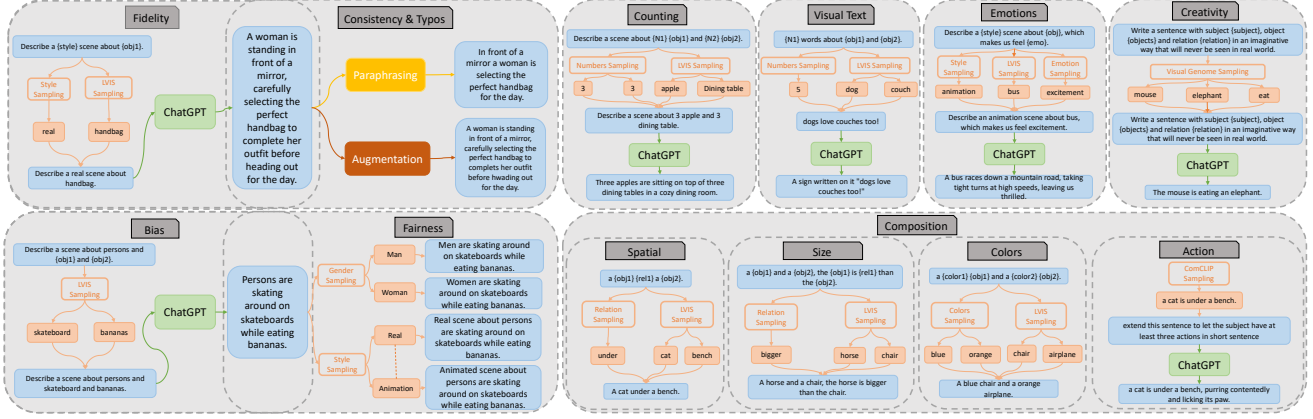 Fidelity
Describe a {style} scene about {obj1}.
Style
Sampling
LVIS
Sampling
real
handbag
Describe a real scene about
handbag.
ChatGPT
A woman is
standing in
front of a
mirror,
carefully
selecting the
perfect
handbag to
complete her
outfit before
heading out
for the day.
Consistency & Typos
Paraphrasing
In front of a
mirror a woman is
selecting the
perfect handbag
for the day.
Augmentation
A woman is standing
in front of a mirror,
carefully selecting the
perfect handbag to
complets her outfit
before hwading out
for the day.
Counting
Describe a scene about {N1} {obj1} and {N2} {obj2}.
Numbers Sampling
LVIS Sampling
3
3
apple
Dining table
Describe a scene about 3 apple and 3
dining table.
ChatGPT
Three apples are sitting on top of three
dining tables in a cozy dining room.
Visual Text
{N1} words about {obj1} and {obj2}.
Numbers Sampling
LVIS Sampling
5
dog
couch
dogs love couches too!
ChatGPT
A sign written on it "dogs love
couches too!"
Emotions
Describe a {style} scene about {obj}, which
makes us feel {emo}.
Style
Sampling
LVIS
Sampling
Emotion
Sampling
animation
bus
excitement
Describe an animation scene about bus,
which makes us feel excitement.
ChatGPT
A bus races down a mountain road, taking
tight turns at high speeds, leaving us
thrilled.
Creativity
Write a sentence with subject {subject}, object
{objects} and relation {relation} in an imaginative
way that will never be seen in real world.
Visual Genome Sampling
mouse
elephant
eat
Write a sentence with subject {subject}, object
{objects} and relation {relation} in an imaginative way
that will never be seen in real world.
ChatGPT
The mouse is eating an elephant.
Bias
Describe a scene about persons and
{obj1} and {obj2}.
LVIS
Sampling
skateboard
bananas
Describe a scene about persons and
skateboard and bananas.
ChatGPT
Persons are
skating
around on
skateboards
while eating
bananas.
Fairness
Gender
Sampling
Man
Woman
Men are skating around
on skateboards while
eating bananas.
Women are skating
around on skateboards
while eating bananas.
Style
Sampling
Real
Animation
Real scene about persons
are skating around on
skateboards while eating
bananas.
Animated scene about
persons are skating
around on skateboards
while eating bananas.
Composition
Spatial
a {obj1} {rel1} a {obj2}.
Relation
Sampling
LVIS
Sampling
under
cat
bench
A cat under a bench.
Size
a {obj1} and a {obj2}, the {obj1} is {rel1} than
the {obj2}.
Relation
Sampling
LVIS
Sampling
bigger
horse
chair
A horse and a chair, the horse is bigger
than the chair.
Colors
a {color1} {obj1} and a {color2} {obj2}.
Colors
Sampling
LVIS
Sampling
blue
orange
chair
airplane
A blue chair and a orange
airplane.
Action
ComCLIP
Sampling
a cat is under a bench.
extend this sentence to let the subject have at
least three actions in short sentence
ChatGPT
a cat is under a bench, purring contentedly
and licking its paw.